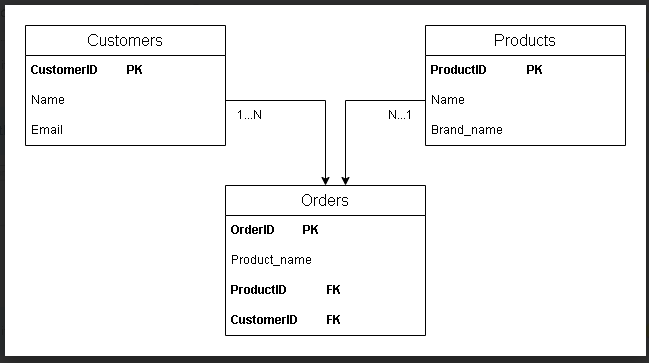 Customers
CustomerID PK
Name
Email
Products
ProductID PK
Name
Brand_name
1...N
N...1
Orders
OrderID PK
Product_name
ProductID FK
CustomerID FK